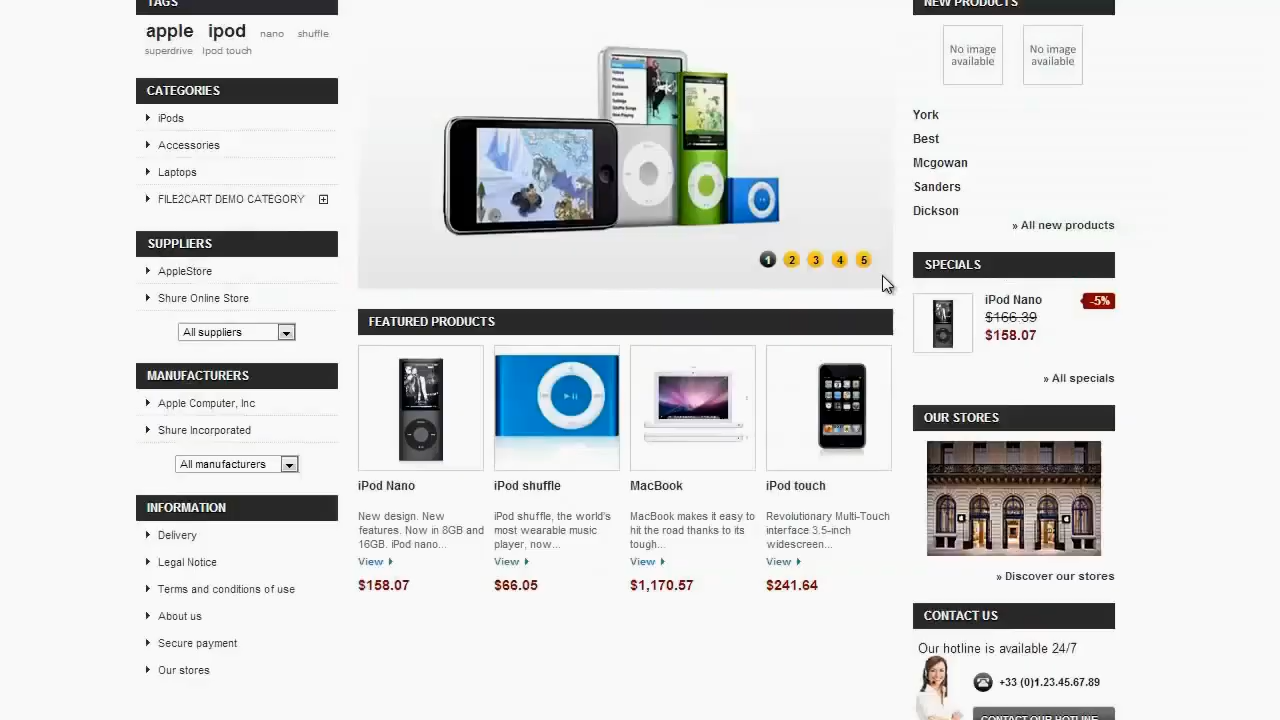 TAGS
apple ipod nano shuffle
superdrive Ipod touch
CATEGORIES
iPods
Accessories
Laptops
FILE2CART DEMO CATEGORY
SUPPLIERS
AppleStore
Shure Online Store
All suppliers
MANUFACTURERS
Apple Computer, Inc
Shure Incorporated
All manufacturers
INFORMATION
Delivery
Legal Notice
Terms and conditions of use
About us
Secure payment
Our stores
1 2 3 4 5
FEATURED PRODUCTS
iPod Nano
New design. New
features. Now in 8GB and
16GB. iPod nano...
View
$158.07
iPod shuffle
iPod shuffle, the world's
most wearable music
player, now...
View
$66.05
MacBook
MacBook makes it easy to
hit the road thanks to its
tough...
View
$1,170.57
iPod touch
Revolutionary Multi-Touch
interface 3.5-inch
widescreen...
View
$241.64
NEW PRODUCTS
No image
available
No image
available
York
Best
Mcgowan
Sanders
Dickson
» All new products
SPECIALS
iPod Nano
-5%
$166.39
$158.07
» All specials
OUR STORES
» Discover our stores
CONTACT US
Our hotline is available 24/7
+33 (0)1.23.45.67.89
CONTACT OUR HOTLINE